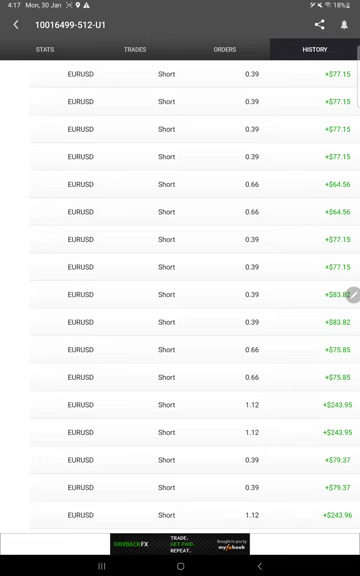 4:17 Mon, 30 Jan 18%
10016499-512-U1
STATS TRADES ORDERS HISTORY
EURUSD Short 0.39 +$77.15
EURUSD Short 0.39 +$77.15
EURUSD Short 0.39 +$77.15
EURUSD Short 0.39 +$77.15
EURUSD Short 0.66 +$64.56
EURUSD Short 0.66 +$64.56
EURUSD Short 0.39 +$77.15
EURUSD Short 0.39 +$77.15
EURUSD Short 0.39 +$83.82
EURUSD Short 0.39 +$83.82
EURUSD Short 0.66 +$75.85
EURUSD Short 0.66 +$75.85
EURUSD Short 1.12 +$243.95
EURUSD Short 1.12 +$243.95
EURUSD Short 0.39 +$79.37
EURUSD Short 0.39 +$79.37
EURUSD Short 1.12 +$243.96
PAYBACKFX
TRADE.
GET PAID.
REPEAT.
Brought to you by
myfxbook